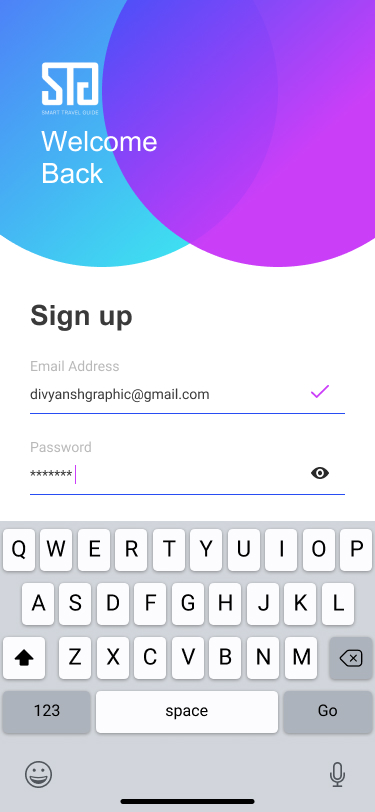 STG
SMART TRAVEL GUIDE
Welcome
Back
Sign up
Email Address
divyanshgraphic@gmail.com
Password
*******
Q W E R T Y U I O P
A S D F G H J K L
Z X C V B N M
123 space Go